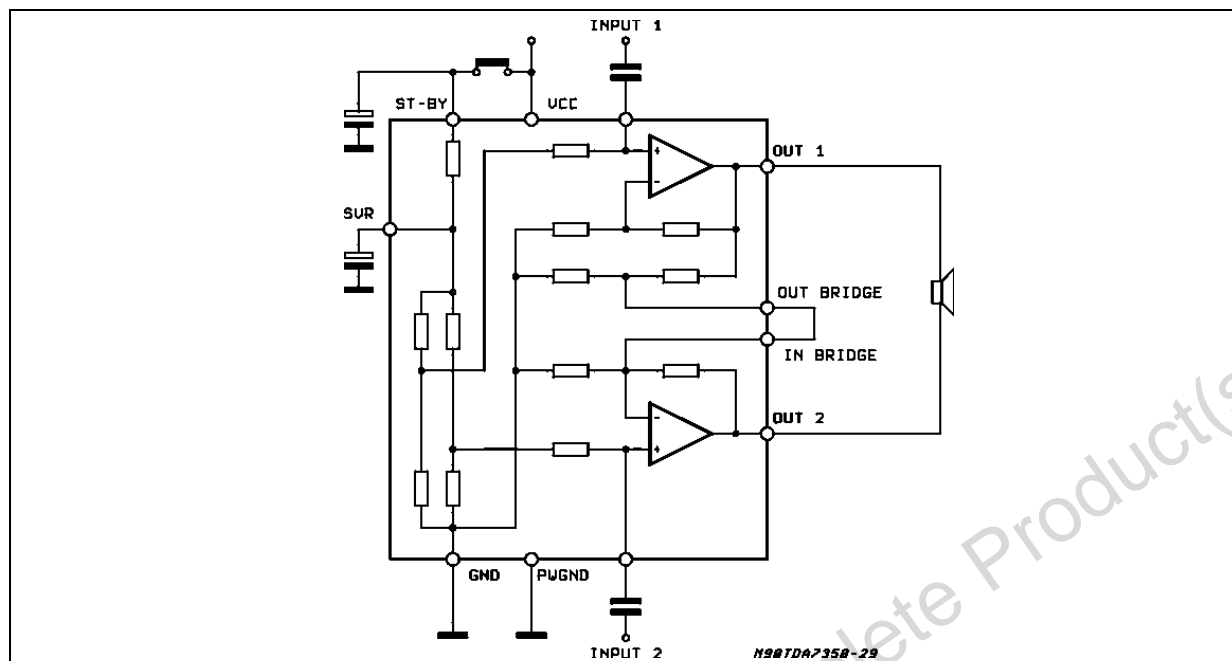 INPUT 1
ST-BY
VCC
+
-
OUT 1
SVR
OUT BRIDGE
IN BRIDGE
-
OUT 2
+
GND
PWGND
INPUT 2
M90TDA7350-29
lete Product(s